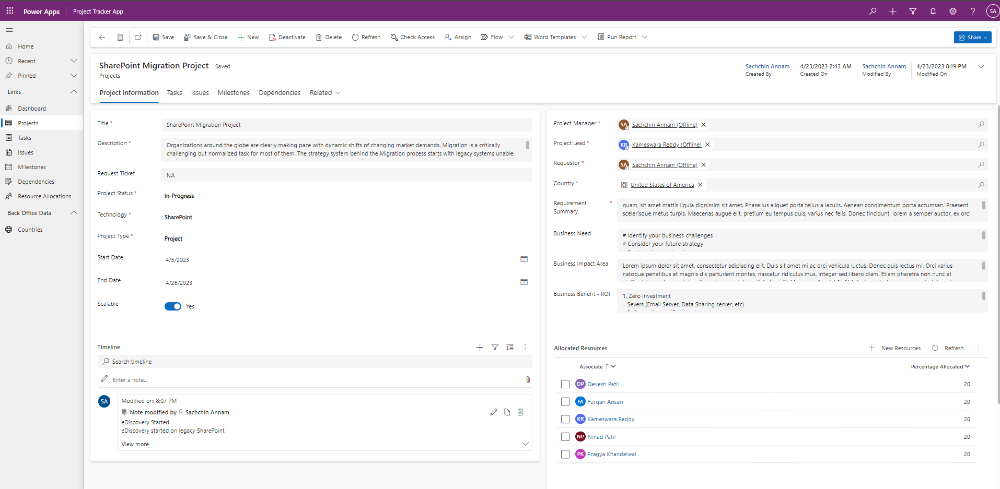 Power Apps
Project Tracker App
SA
Home
Recent
Pinned
Links
Dashboard
Projects
Tasks
Issues
Milestones
Dependencies
Resource Allocations
Back Office Data
Countries
Save
Save & Close
New
Deactivate
Delete
Refresh
Check Access
Assign
Flow
Word Templates
Run Report
Share
SharePoint Migration Project - Saved
Projects
Sachchin Annam
Created By
4/23/2023 2:43 AM
Created On
Sachchin Annam
Modified By
4/23/2023 8:19 PM
Modified On
Project Information
Tasks
Issues
Milestones
Dependencies
Related
Title *
SharePoint Migration Project
Description *
Organizations around the globe are clearly making pace with dynamic shifts of changing market demands. Migration is a critically
challenging but normalized task for most of them. The strategy system behind the Migration process starts with legacy systems unable
Request Ticket
NA
Project Status *
In-Progress
Technology *
SharePoint
Project Type *
Project
Start Date
4/5/2023
End Date
4/26/2023
Scalable
Yes
Timeline
Search timeline
Enter a note...
SA
Modified on: 8:07 PM
Note modified by Sachchin Annam
eDiscovery Started
eDiscovery started on legacy SharePoint
View more
Project Manager *
SA
Sachchin Annam (Offline)
Project Lead *
KR
Kameswara Reddy (Offline)
Requestor *
SA
Sachchin Annam (Offline)
Country *
United States of America
Requirement Summary *
quam, sit amet mattis ligula dignissim sit amet. Phasellus aliquet porta tellus a iaculis. Aenean condimentum porta accumsan. Praesent
scelerisque metus turpis. Maecenas augue elit, pretium eu tempus quis, varius nec felis. Donec tincidunt, lorem a semper auctor, ex orci
Business Need
# Identify your business challenges
# Consider your future strategy
Business Impact Area
Lorem ipsum dolor sit amet, consectetur adipiscing elit. Duis sit amet mi ac orci vehicula luctus. Donec quis lectus mi. Orci varius
natoque penatibus et magnis dis parturient montes, nascetur ridiculus mus. Integer sed libero diam. Etiam pharetra non nunc et
Business Benefit - ROI
1. Zero Investment
– Severs (Email Server, Data Sharing server, etc)
Allocated Resources
New Resources
Refresh
Associate
Percentage Allocated
DP Devesh Patil 20
FA Furqan Ansari 20
KR Kameswara Reddy 20
NP Ninad Patil 20
PK Pragya Khandelwal 20